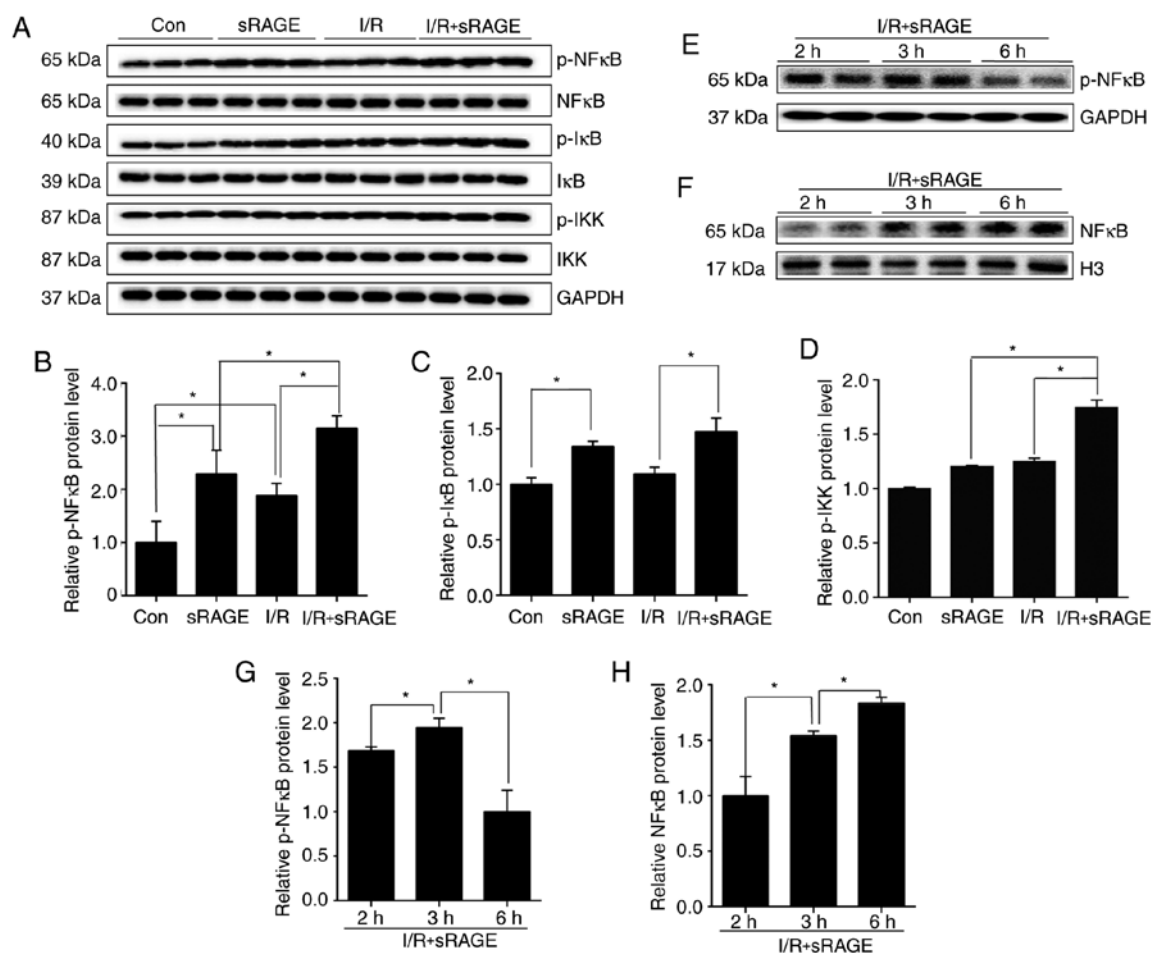 A
Con sRAGE I/R I/R+sRAGE
65 kDa p-NFκB
65 kDa NFκB
40 kDa p-IκB
39 kDa IκB
87 kDa p-IKK
87 kDa IKK
37 kDa GAPDH
E
I/R+sRAGE
2 h 3 h 6 h
65 kDa p-NFκB
37 kDa GAPDH
F
I/R+sRAGE
2 h 3 h 6 h
65 kDa NFκB
17 kDa H3
B
Relative p-NFκB protein level
4.0
3.0
2.0
1.0
0
* * * *
Con sRAGE I/R I/R+sRAGE
C
Relative p-IκB protein level
2.0
1.5
1.0
0.5
0.0
* *
Con sRAGE I/R I/R+sRAGE
D
Relative p-IKK protein level
2.0
1.5
1.0
0.5
0.0
* *
Con sRAGE I/R I/R+sRAGE
G
Relative p-NFκB protein level
2.5
2.0
1.5
1.0
0.5
0.0
* *
2 h 3 h 6 h
I/R+sRAGE
H
Relative NFκB protein level
2.0
1.5
1.0
0.5
0.0
* *
2 h 3 h 6 h
I/R+sRAGE